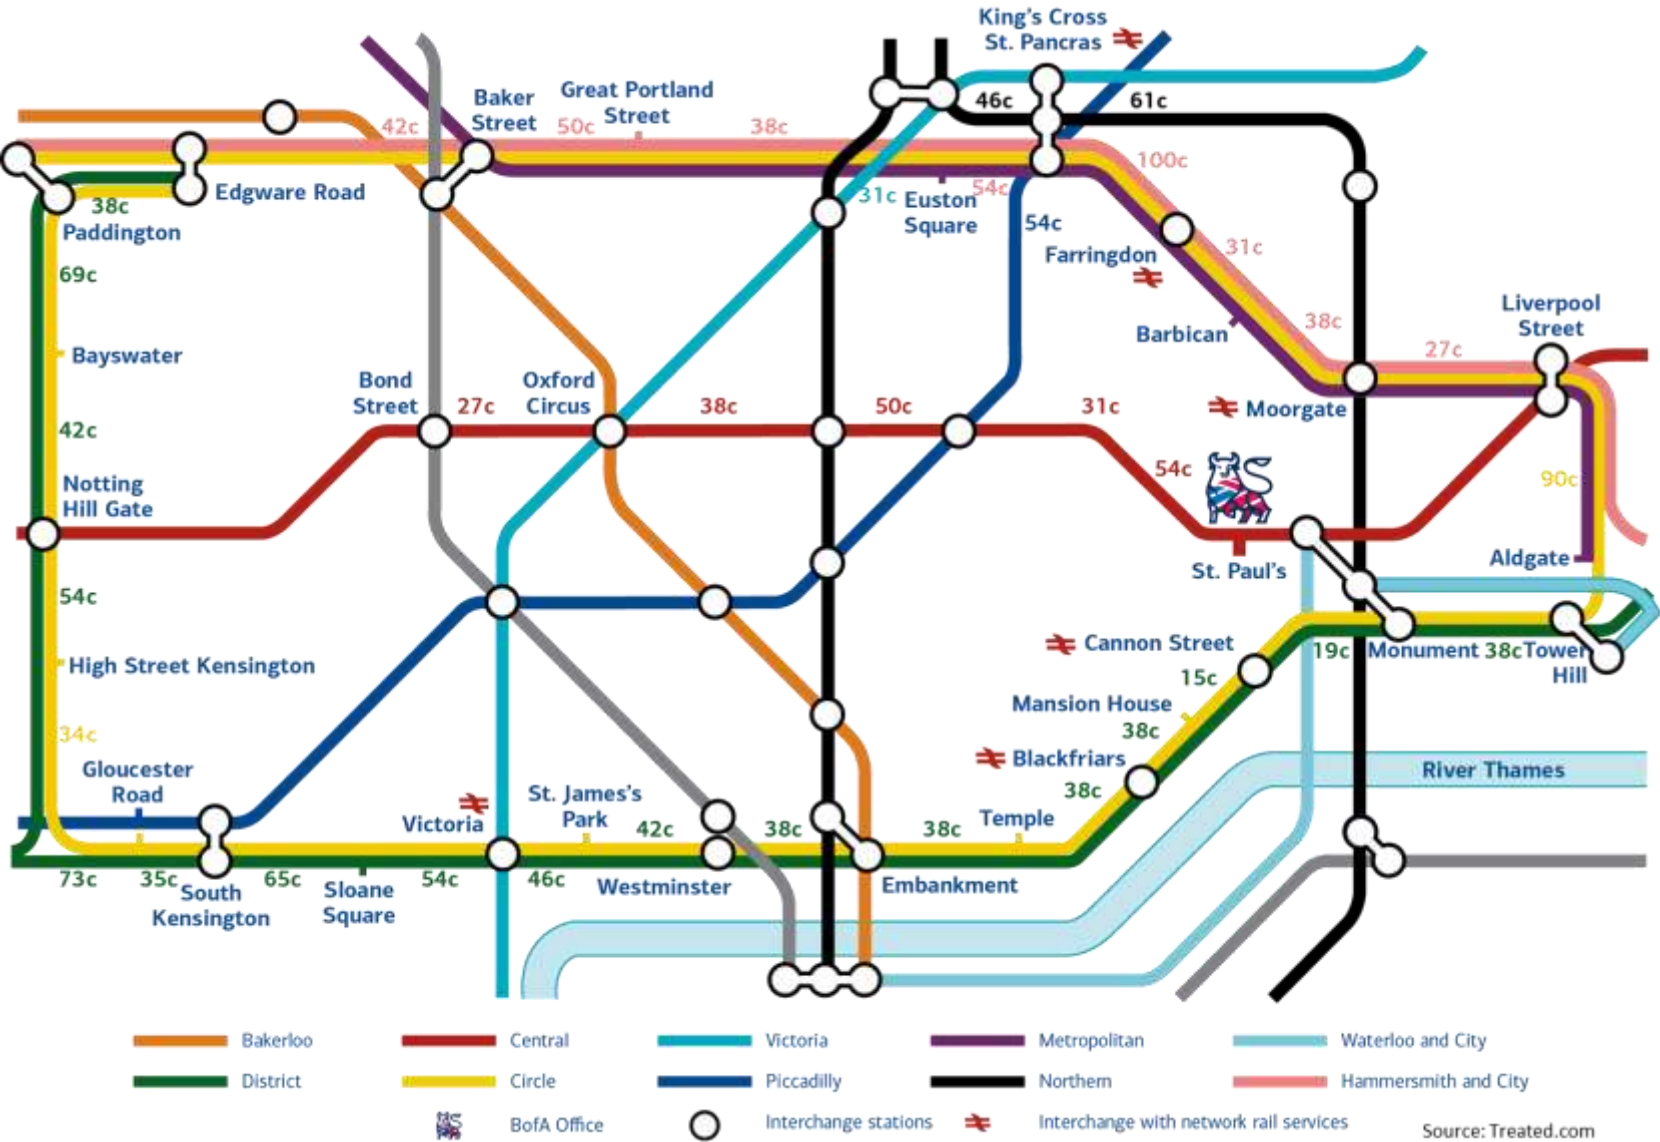 King's Cross
St. Pancras
46c
61c
Baker
Street
Great Portland
Street
42c
50c
38c
100c
Edgware Road
38c
Paddington
31c
Euston
Square
54c
54c
Farringdon
31c
69c
Barbican
38c
Liverpool
Street
27c
Bayswater
Bond
Street
27c
Oxford
Circus
38c
50c
31c
Moorgate
42c
54c
90c
Notting
Hill Gate
St. Paul's
Aldgate
54c
High Street Kensington
Cannon Street
19c
Monument
38c
Tower
Hill
15c
Mansion House
38c
34c
Blackfriars
38c
River Thames
Gloucester
Road
Victoria
St. James's
Park
42c
38c
38c
Temple
73c
35c
South
Kensington
65c
Sloane
Square
54c
46c
Westminster
Embankment
Bakerloo
Central
Victoria
Metropolitan
Waterloo and City
District
Circle
Piccadilly
Northern
Hammersmith and City
BofA Office
Interchange stations
Interchange with network rail services
Source: Treated.com